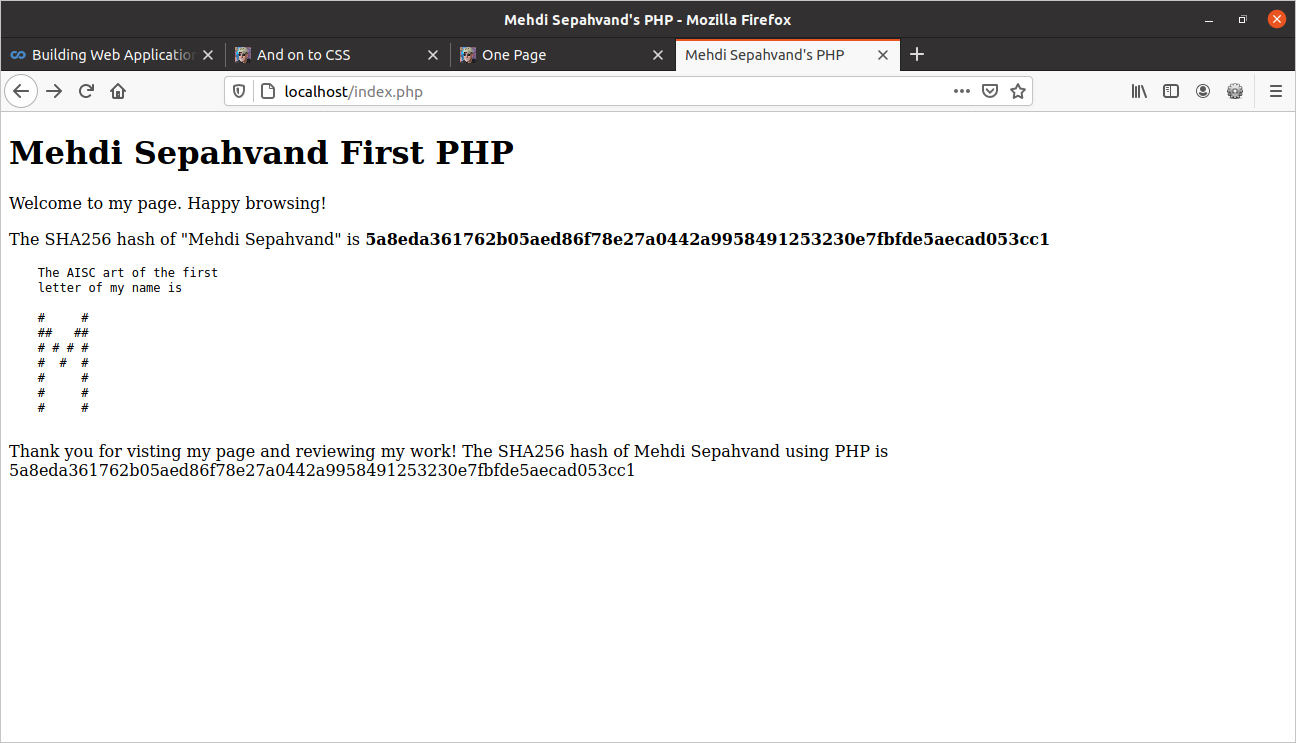 Mehdi Sepahvand's PHP - Mozilla Firefox
Building Web Application
And on to CSS
One Page
Mehdi Sepahvand's PHP
localhost/index.php
Mehdi Sepahvand First PHP
Welcome to my page. Happy browsing!
The SHA256 hash of "Mehdi Sepahvand" is 5a8eda361762b05aed86f78e27a0442a9958491253230e7fbfde5aecad053cc1
The AISC art of the first
letter of my name is
#     #
##   ##
# # # #
#  #  #
#     #
#     #
#     #
Thank you for visting my page and reviewing my work! The SHA256 hash of Mehdi Sepahvand using PHP is
5a8eda361762b05aed86f78e27a0442a9958491253230e7fbfde5aecad053cc1